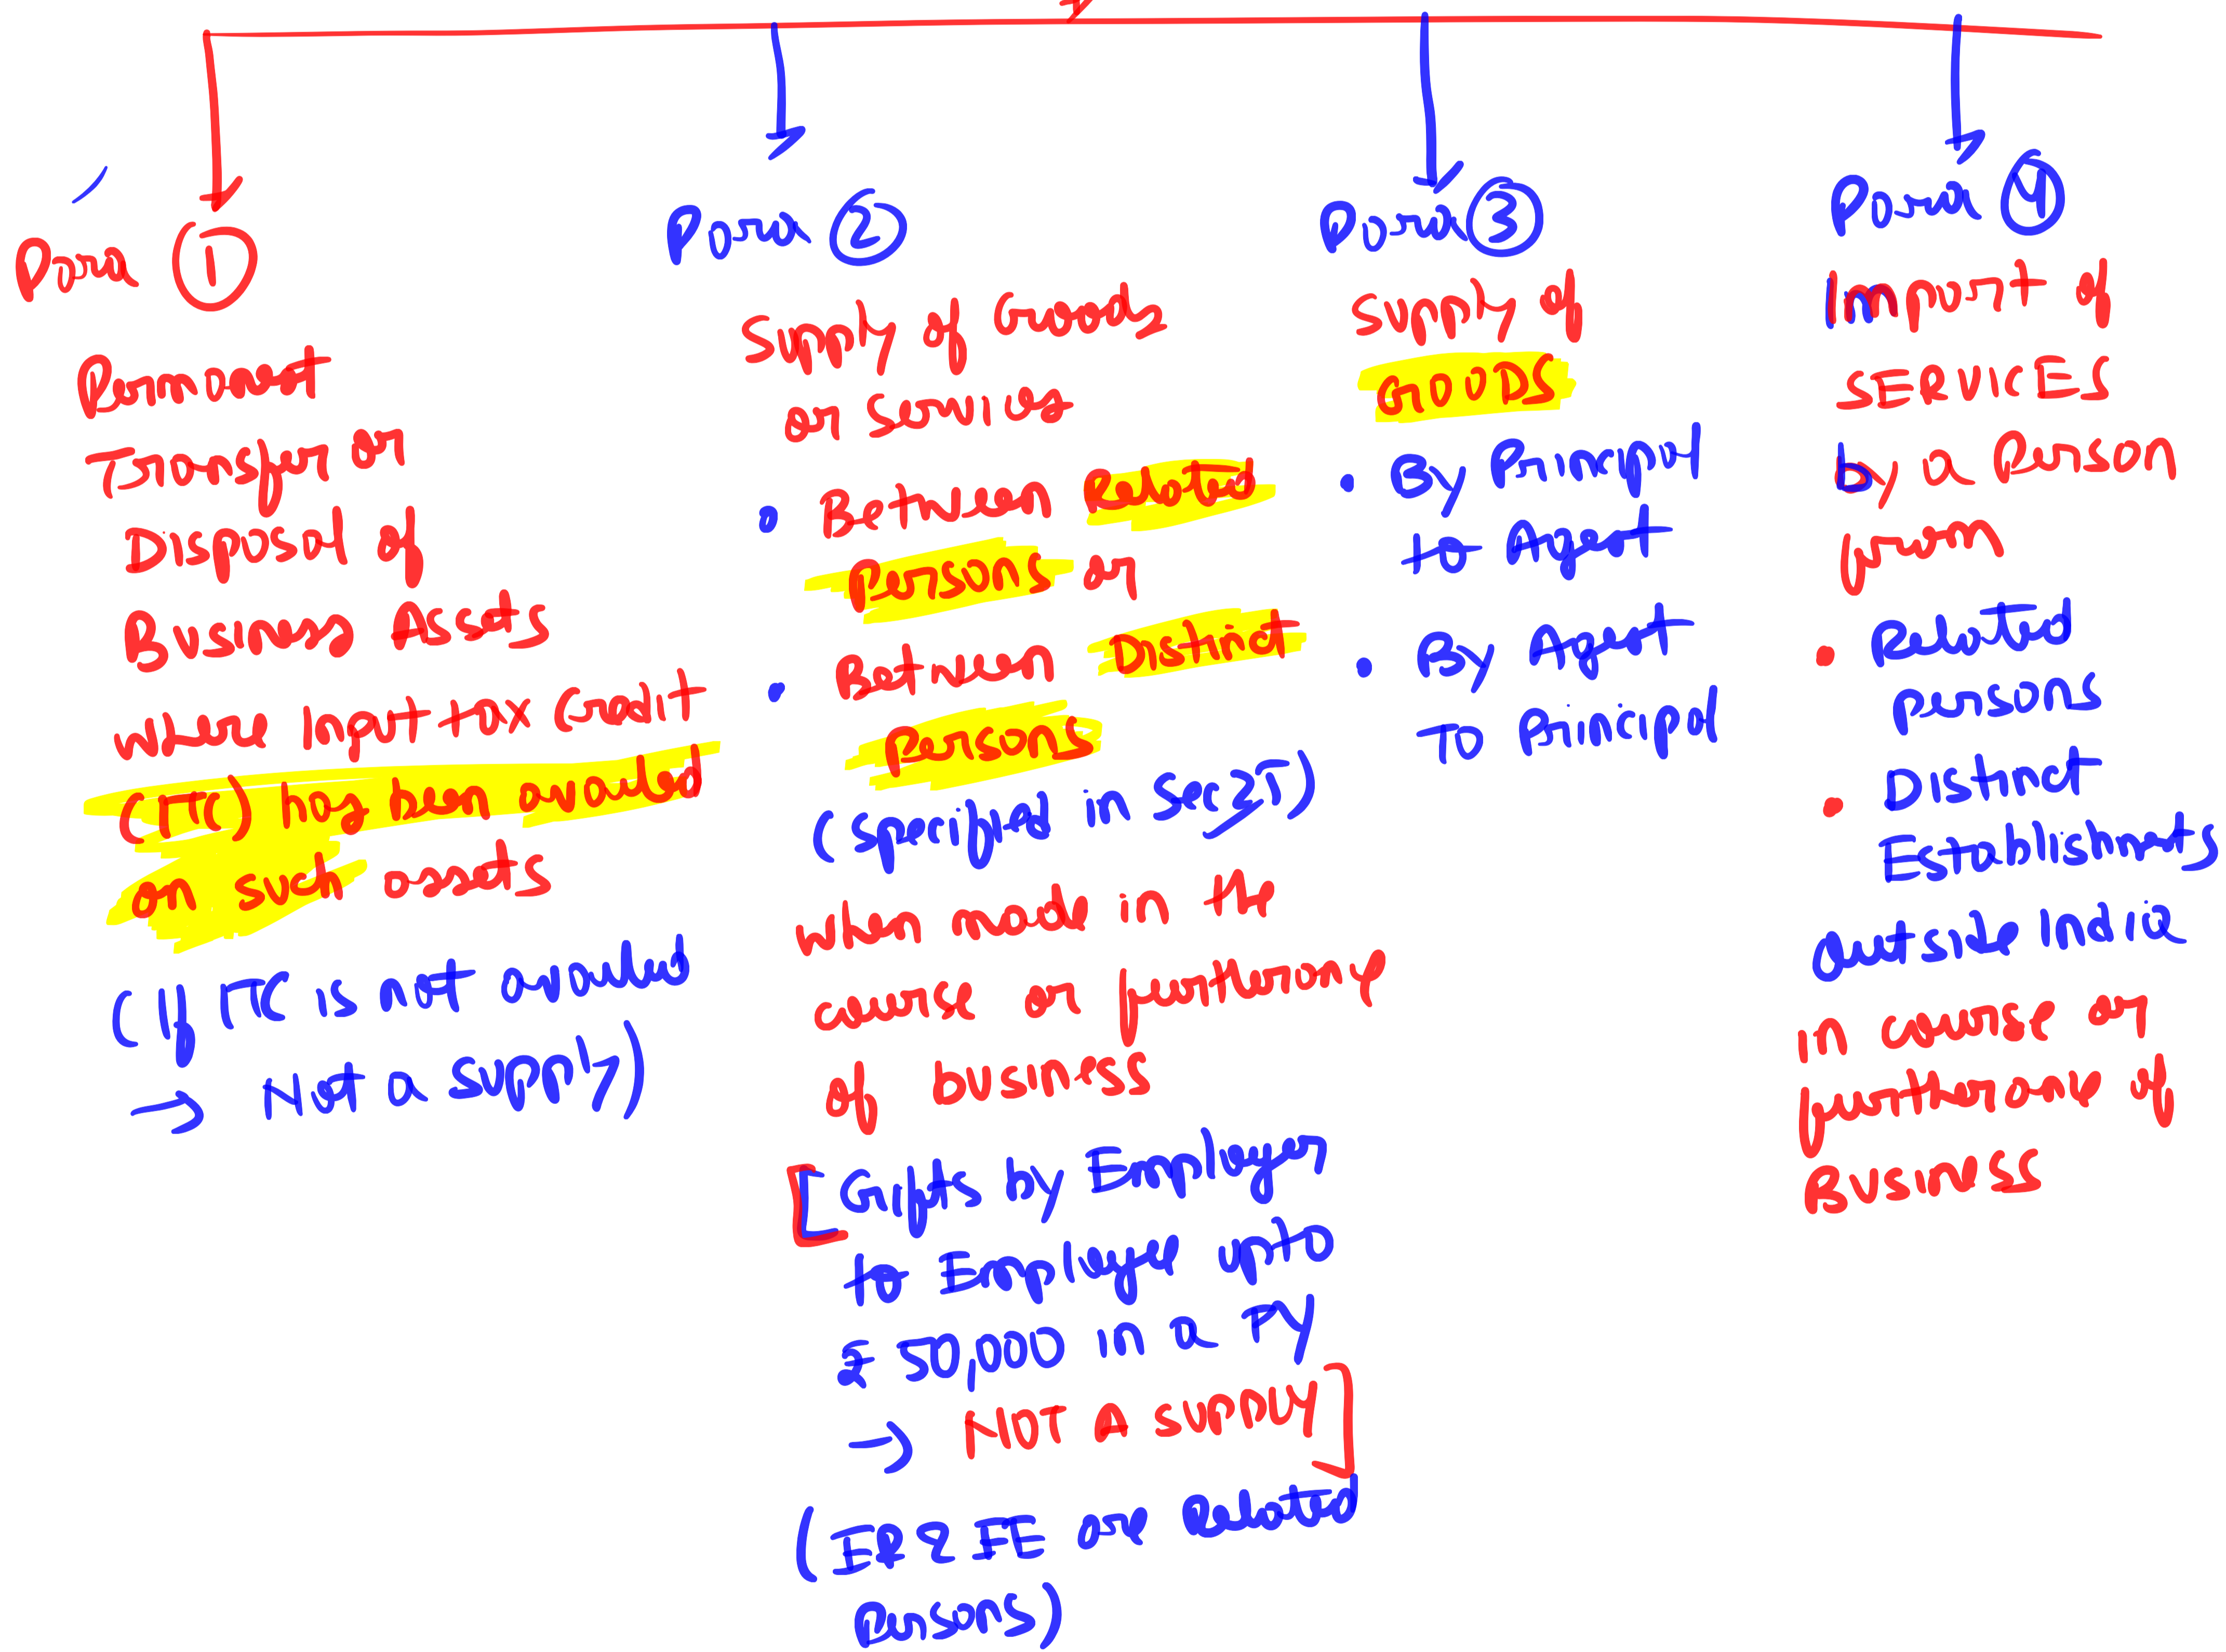 Para 1
Permanent
Transfer or
Disposal of
Business Assets
where Input tax Credit
(ITC) has been availed
on such assets
(If ITC is not availed
→ Not a supply)
Para 2
Supply of Goods
or Services
• Between Related
Persons or
• Between Distinct
Persons
(specified in Sec 25)
when made in the
course or furtherance
of business
[Gifts by Employer
to Employee upto
₹ 50,000 in a FY
→ NOT A SUPPLY]
(ER & EE are Related
Persons)
Para 3
Supply of
GOODS
• By Principal
to Agent
• By Agent
To Principal
Para 4
Import of
SERVICES
by a Person
from
• Related
Persons
• Distinct
Establishments
Outside India
in course or
furtherance of
Business